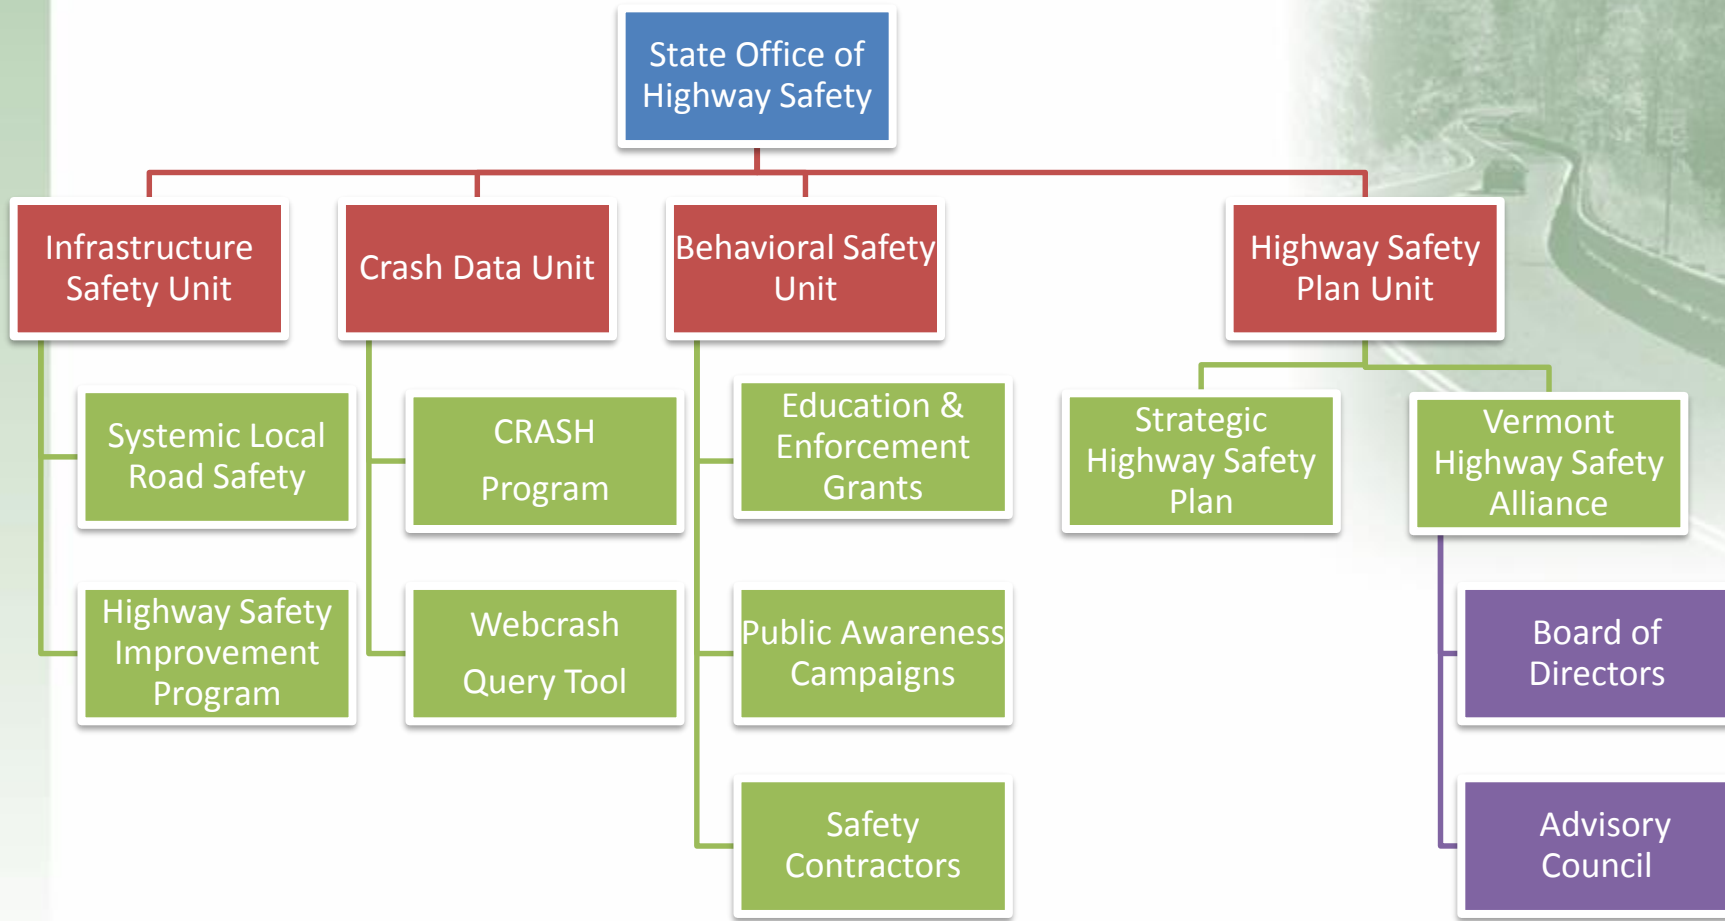 State Office of
Highway Safety
Infrastructure
Safety Unit
Crash Data Unit
Behavioral Safety
Unit
Highway Safety
Plan Unit
Systemic Local
Road Safety
CRASH
Program
Education &
Enforcement
Grants
Strategic
Highway Safety
Plan
Vermont
Highway Safety
Alliance
Highway Safety
Improvement
Program
Webcrash
Query Tool
Public Awareness
Campaigns
Board of
Directors
Safety
Contractors
Advisory
Council